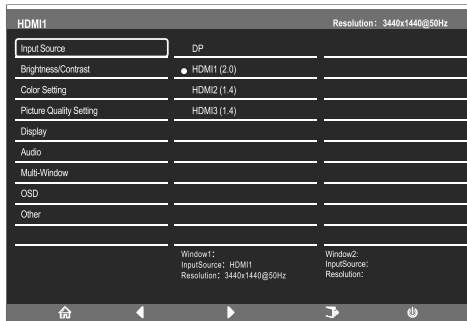 HDMI1
Resolution: 3440x1440@50Hz
Input Source
DP
Brightness/Contrast
HDMI1 (2.0)
Color Setting
HDMI2 (1.4)
Picture Quality Setting
HDMI3 (1.4)
Display
Audio
Multi-Window
OSD
Other
Window1:
InputSource: HDMI1
Resolution: 3440x1440@50Hz
Window2:
InputSource:
Resolution: